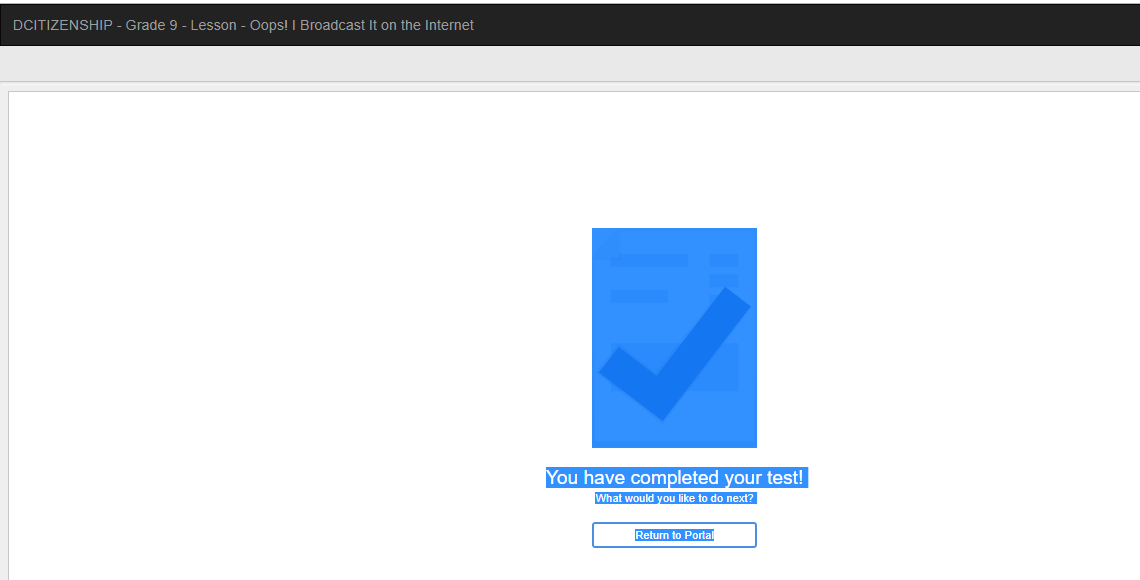 DCITIZENSHIP - Grade 9 - Lesson - Oops! I Broadcast It on the Internet
You have completed your test!
What would you like to do next?
Return to Portal